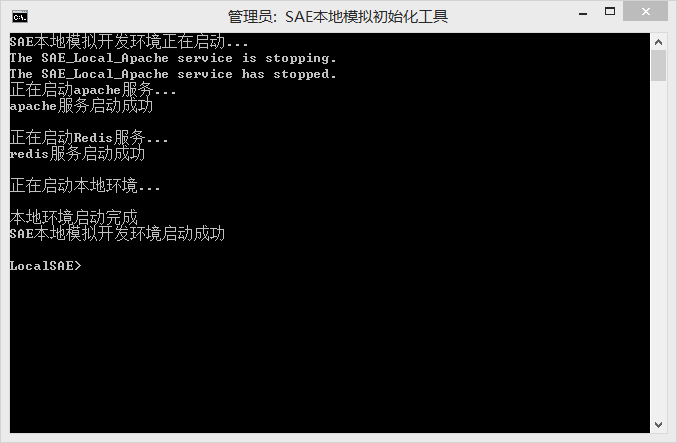 管理员: SAE本地模拟初始化工具
SAE本地模拟开发环境正在启动...
The SAE_Local_Apache service is stopping.
The SAE_Local_Apache service has stopped.
正在启动apache服务...
apache服务启动成功
正在启动Redis服务...
redis服务启动成功
正在启动本地环境...
本地环境启动完成
SAE本地模拟开发环境启动成功
LocalSAE>